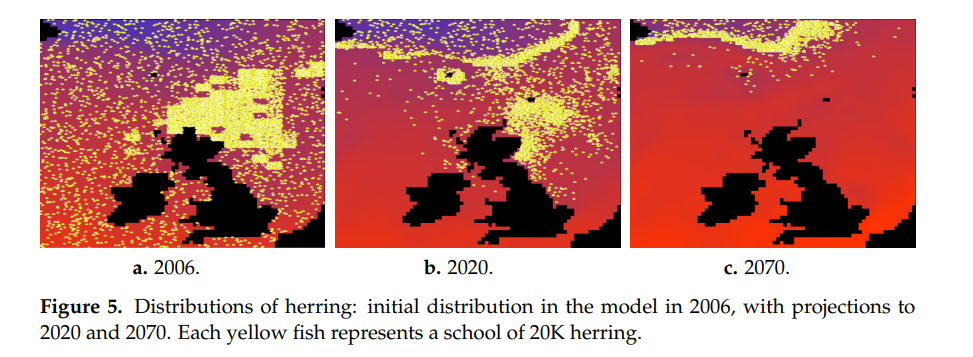 a. 2006.
b. 2020.
c. 2070.
Figure 5. Distributions of herring: initial distribution in the model in 2006, with projections to
2020 and 2070. Each yellow fish represents a school of 20K herring.